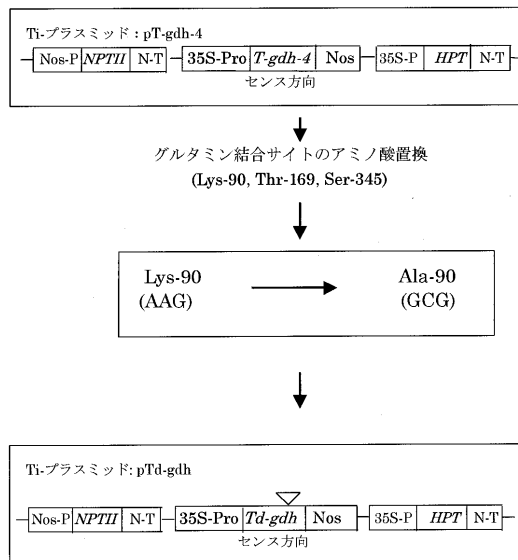 Ti-プラスミッド：pT-gdh-4
Nos-P NPTII N-T 35S-Pro T-gdh-4 Nos 35S-P HPT N-T
センス方向
グルタミン結合サイトのアミノ酸置換
(Lys-90, Thr-169, Ser-345)
Lys-90 Ala-90
(AAG) (GCG)
Ti-プラスミッド: pTd-gdh
Nos-P NPTII N-T 35S-Pro Td-gdh Nos 35S-P HPT N-T
センス方向